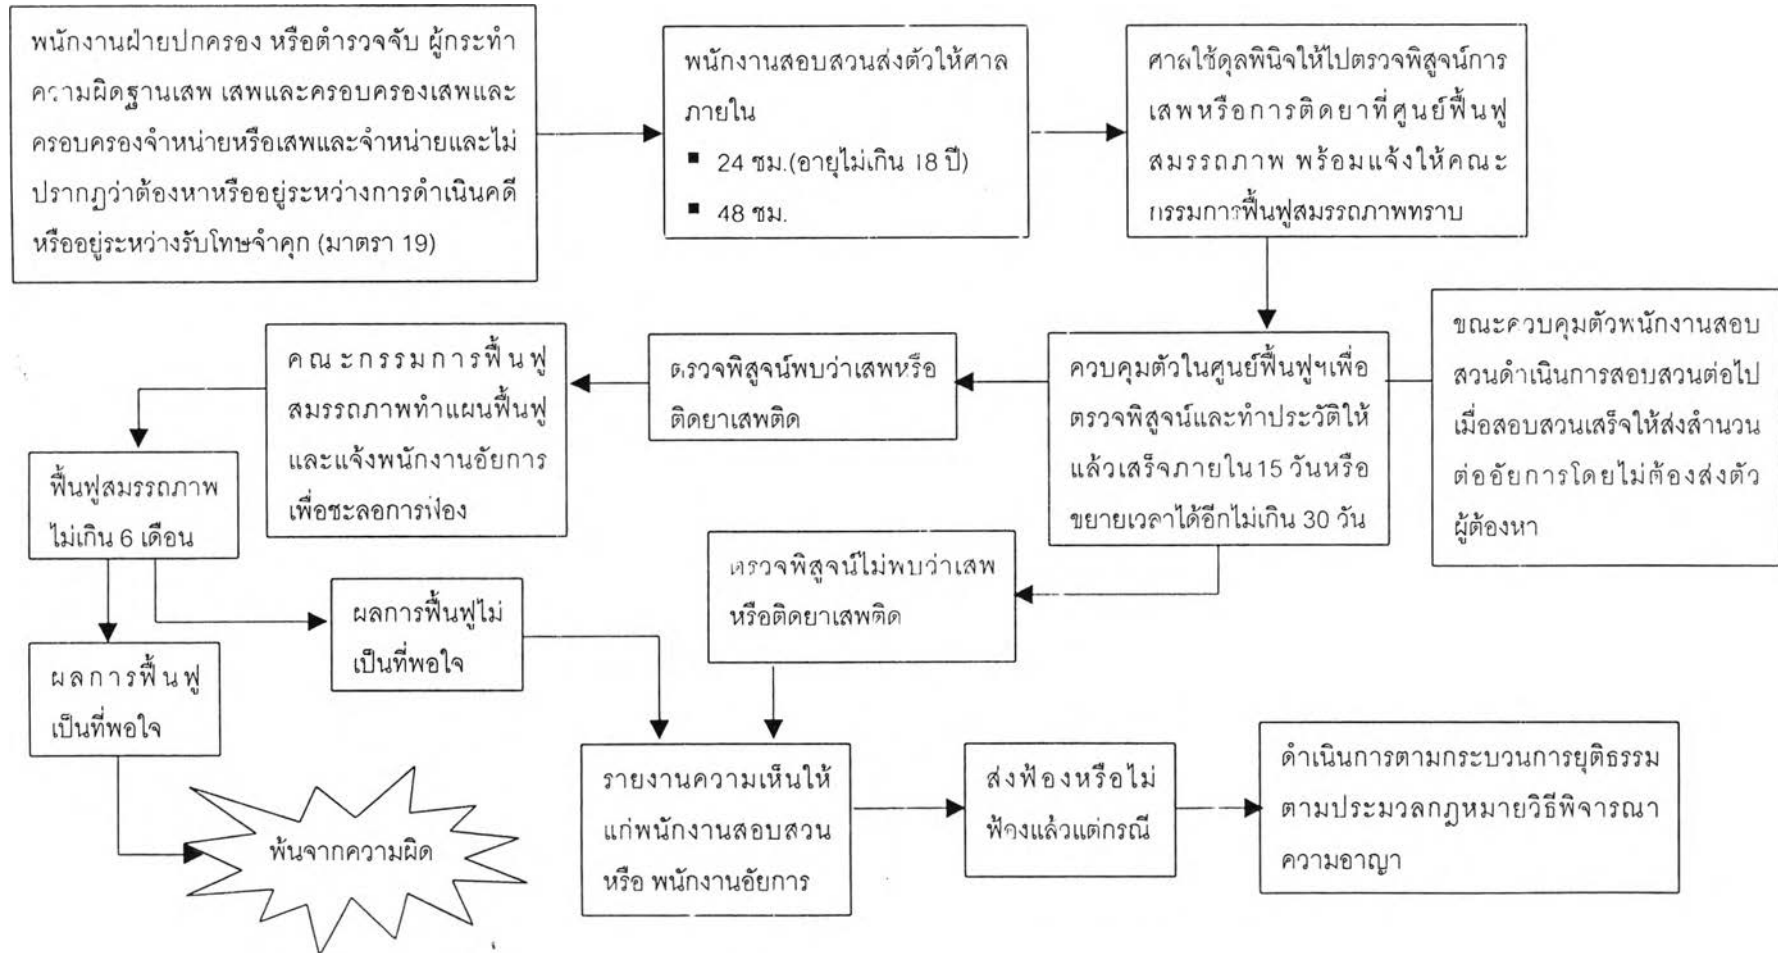 พนักงานฝ่ายปกครอง หรือตำรวจจับ ผู้กระทำ
ความผิดฐานเสพ เสพและครอบครองเสพและ
ครอบครองจำหน่ายหรือเสพและจำหน่ายและไม่
ปรากฏว่าต้องหาหรืออยู่ระหว่างการดำเนินคดี
หรืออยู่ระหว่างรับโทษจำคุก (มาตรา 19)
พนักงานสอบสวนส่งตัวให้ศาล
ภายใน
■ 24 ชม.(อายุไม่เกิน 18 ปี)
■ 48 ชม.
ศาลใช้ดุลพินิจให้ไปตรวจพิสูจน์การ
เสพหรือการติดยาที่ศูนย์ฟื้นฟู
สมรรถภาพ พร้อมแจ้งให้คณะ
กรรมการฟื้นฟูสมรรถภาพทราบ
ขณะควบคุมตัวพนักงานสอบ
สวนดำเนินการสอบสวนต่อไป
เมื่อสอบสวนเสร็จให้ส่งสำนวน
ต่ออัยการโดยไม่ต้องส่งตัว
ผู้ต้องหา
ควบคุมตัวในศูนย์ฟื้นฟูฯเพื่อ
ตรวจพิสูจน์และทำประวัติให้
แล้วเสร็จภายใน 15 วันหรือ
ขยายเวลาได้อีกไม่เกิน 30 วัน
ตรวจพิสูจน์พบว่าเสพหรือ
ติดยาเสพติด
คณะกรรมการฟื้นฟู
สมรรถภาพทำแผนฟื้นฟู
และแจ้งพนักงานอัยการ
เพื่อชะลอการฟ้อง
ฟื้นฟูสมรรถภาพ
ไม่เกิน 6 เดือน
ตรวจพิสูจน์ไม่พบว่าเสพ
หรือติดยาเสพติด
ผลการฟื้นฟูไม่
เป็นที่พอใจ
ผลการฟื้นฟู
เป็นที่พอใจ
พ้นจากความผิด
รายงานความเห็นให้
แก่พนักงานสอบสวน
หรือ พนักงานอัยการ
ส่งฟ้องหรือไม่
ฟ้องแล้วแต่กรณี
ดำเนินการตามกระบวนการยุติธรรม
ตามประมวลกฎหมายวิธีพิจารณา
ความอาญา